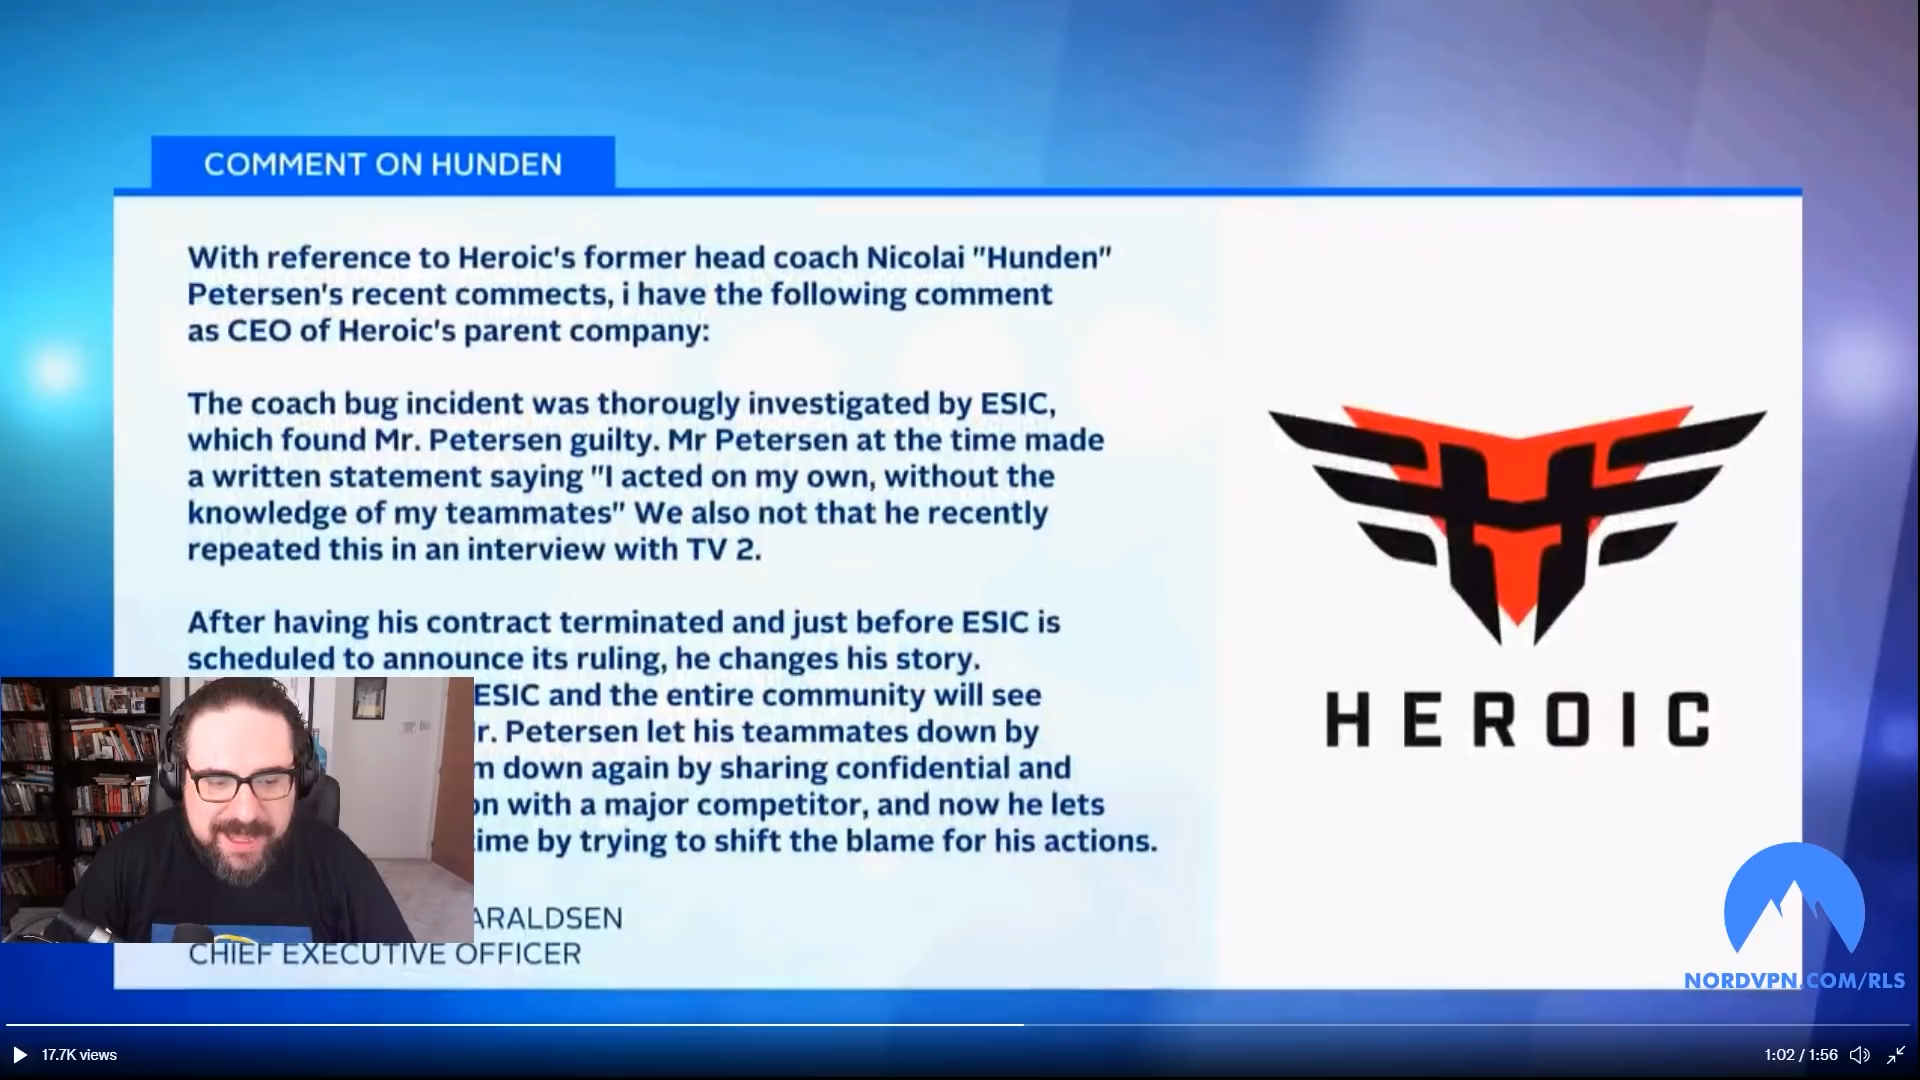 COMMENT ON HUNDEN
With reference to Heroic's former head coach Nicolai "Hunden"
Petersen's recent commects, i have the following comment
as CEO of Heroic's parent company:
The coach bug incident was thorougly investigated by ESIC,
which found Mr. Petersen guilty. Mr Petersen at the time made
a written statement saying "I acted on my own, without the
knowledge of my teammates" We also not that he recently
repeated this in an interview with TV 2.
After having his contract terminated and just before ESIC is
scheduled to announce its ruling, he changes his story.
ESIC and the entire community will see
Petersen let his teammates down by
down again by sharing confidential and
with a major competitor, and now he lets
by trying to shift the blame for his actions.
CHIEF EXECUTIVE OFFICER
HEROIC
NORDVPN.COM/RLS
17.7K views
1:02 / 1:56